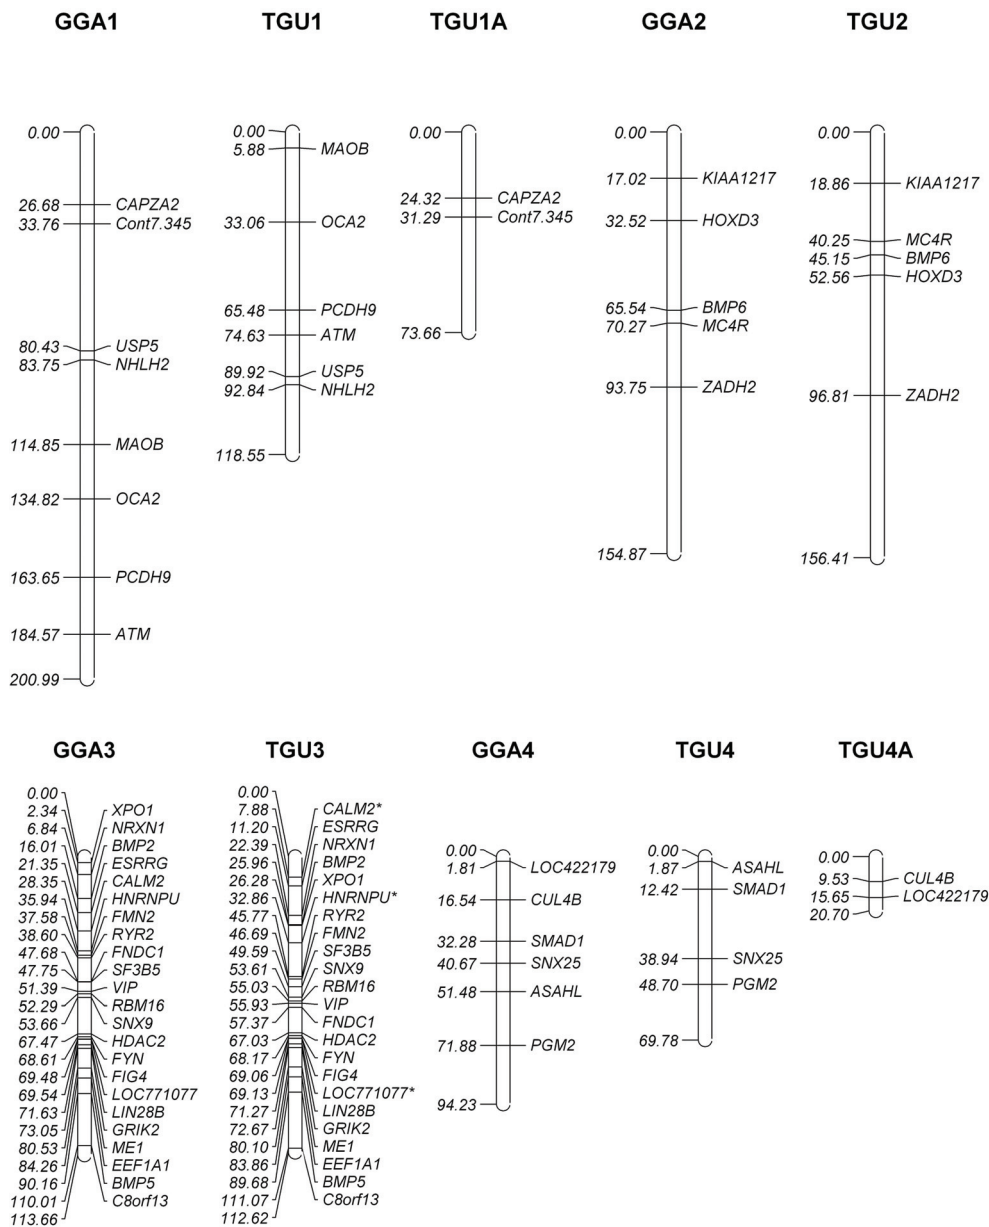 GGA1 TGU1 TGU1A GGA2 TGU2
0.00
26.68 CAPZA2
33.76 Cont7.345
80.43 USP5
83.75 NHLH2
114.85 MAOB
134.82 OCA2
163.65 PCDH9
184.57 ATM
200.99
0.00
5.88 MAOB
33.06 OCA2
65.48 PCDH9
74.63 ATM
89.92 USP5
92.84 NHLH2
118.55
0.00
24.32 CAPZA2
31.29 Cont7.345
73.66
0.00
17.02 KIAA1217
32.52 HOXD3
65.54 BMP6
70.27 MC4R
93.75 ZADH2
154.87
0.00
18.86 KIAA1217
40.25 MC4R
45.15 BMP6
52.56 HOXD3
96.81 ZADH2
156.41
GGA3 TGU3 GGA4 TGU4 TGU4A
0.00
2.34 XPO1
6.84 NRXN1
16.01 BMP2
21.35 ESRRG
28.35 CALM2
35.94 HNRNPU
37.58 FMN2
38.60 RYR2
47.68 FNDC1
47.75 SF3B5
51.39 VIP
52.29 RBM16
53.66 SNX9
67.47 HDAC2
68.61 FYN
69.48 FIG4
69.54 LOC771077
71.63 LIN28B
73.05 GRIK2
80.53 ME1
84.26 EEF1A1
90.16 BMP5
110.01 C8orf13
113.66
0.00
7.88 CALM2*
11.20 ESRRG
22.39 NRXN1
25.96 BMP2
26.28 XPO1
32.86 HNRNPU*
45.77 RYR2
46.69 FMN2
49.59 SF3B5
53.61 SNX9
55.03 RBM16
55.93 VIP
57.37 FNDC1
67.03 HDAC2
68.17 FYN
69.06 FIG4
69.13 LOC771077*
71.27 LIN28B
72.67 GRIK2
80.10 ME1
83.86 EEF1A1
89.68 BMP5
111.07 C8orf13
112.62
0.00
1.81 LOC422179
16.54 CUL4B
32.28 SMAD1
40.67 SNX25
51.48 ASAHL
71.88 PGM2
94.23
0.00
1.87 ASAHL
12.42 SMAD1
38.94 SNX25
48.70 PGM2
69.78
0.00
9.53 CUL4B
15.65 LOC422179
20.70